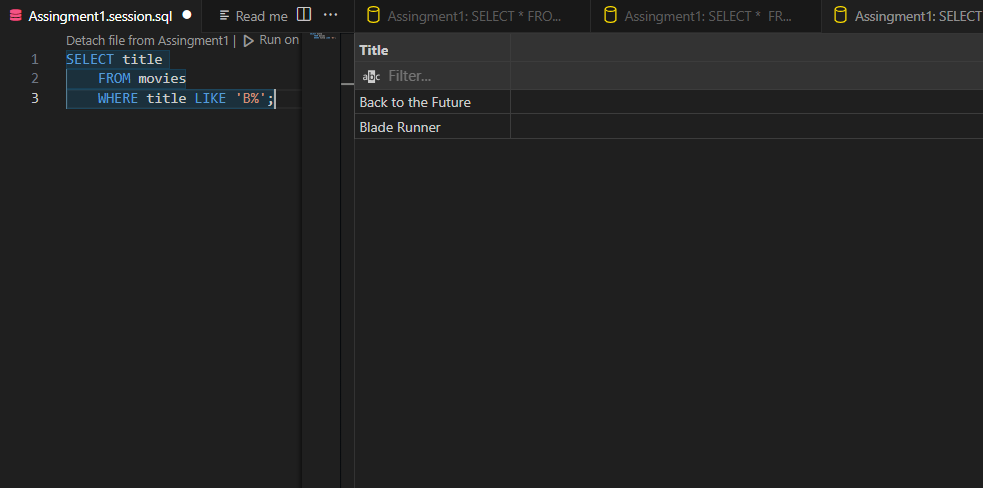 Assingment1.session.sql
Read me
Assingment1: SELECT * FRO...
Assingment1: SELECT * FR...
Assingment1: SELECT
Detach file from Assingment1 | Run on
1 SELECT title
2 FROM movies
3 WHERE title LIKE 'B%';
Title
abc Filter...
Back to the Future
Blade Runner